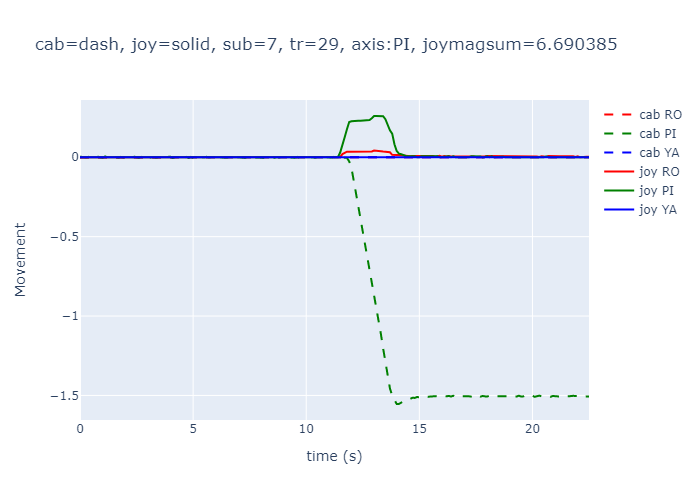 cab=dash, joy=solid, sub=7, tr=29, axis:PI, joymagsum=6.690385
cab RO
cab PI
cab YA
joy RO
joy PI
joy YA
Movement
0
−0.5
−1
−1.5
0
5
10
15
20
time (s)